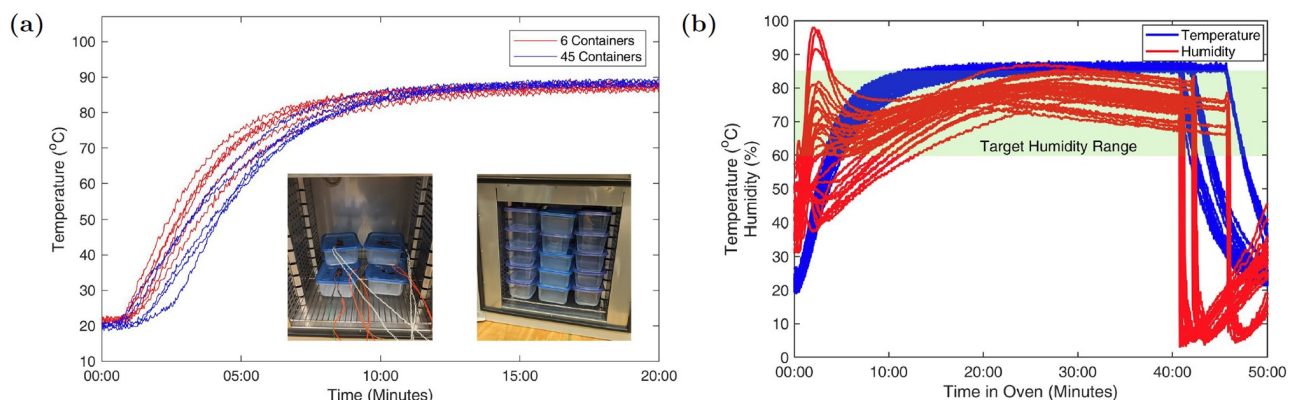 (a)
Temperature (°C)
100
90
80
70
60
50
40
30
20
10
6 Containers
45 Containers
00:00
05:00
10:00
15:00
20:00
Time (Minutes)
(b)
Temperature (°C)
Humidity (%)
100
90
80
70
60
50
40
30
20
10
0
Temperature
Humidity
Target Humidity Range
00:00
10:00
20:00
30:00
40:00
50:00
Time in Oven (Minutes)